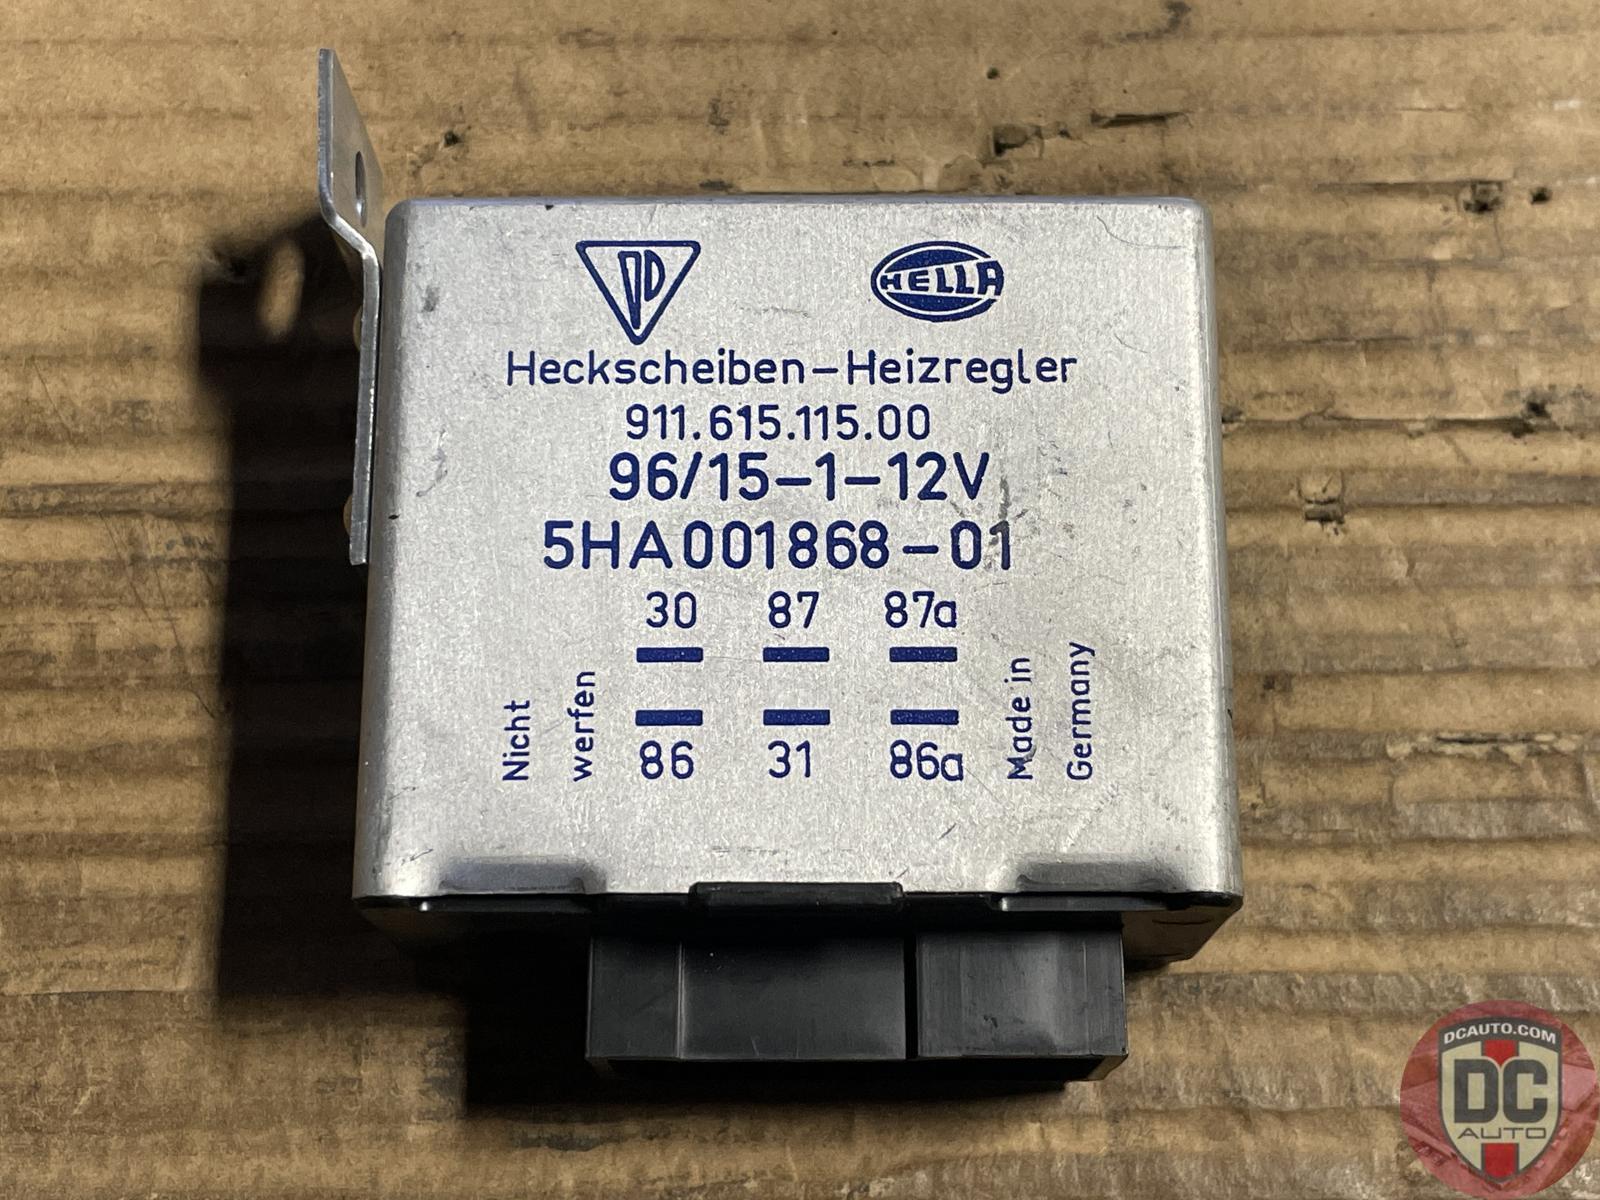 PD
HELLA
Heckscheiben–Heizregler
911.615.115.00
96/15–1–12V
5HA001868–01
30 87 87a
86 31 86a
Nicht
werfen
Made in
Germany
DCAUTO.COM
DC
AUTO